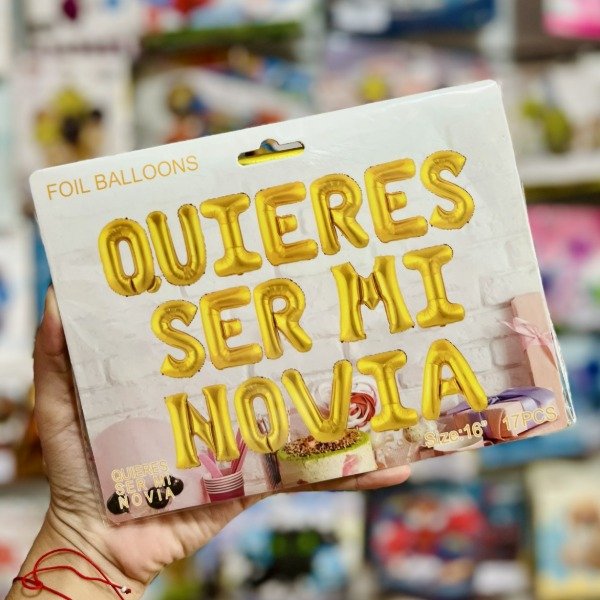 FOIL BALLOONS
QUIERES
SER MI
NOVIA
Size:16" 17PCS
QUIERES
SER MI
NOVIA